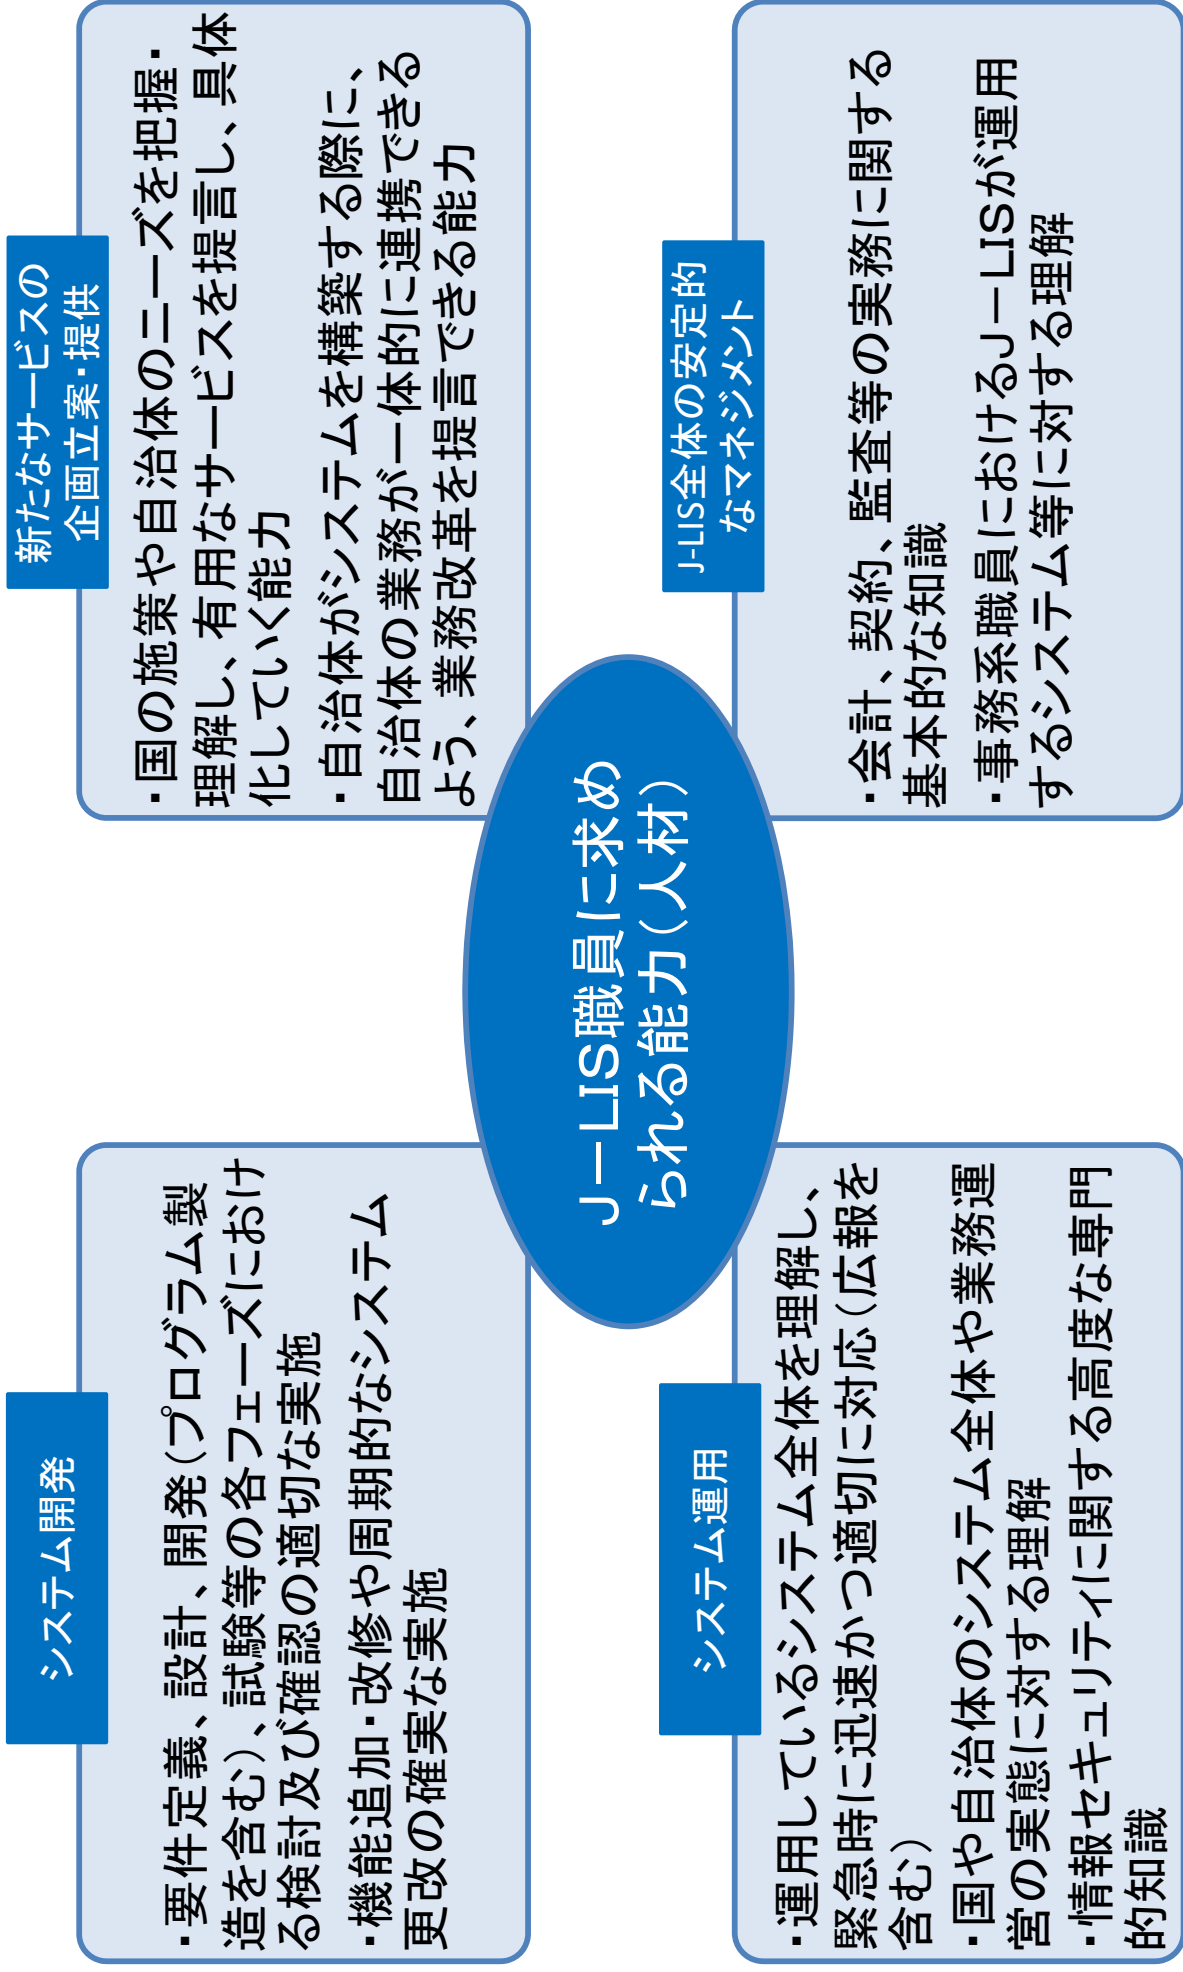 システム開発
・要件定義、設計、開発(プログラム製
造を含む)、試験等の各フェーズにおけ
る検討及び確認の適切な実施
・機能追加・改修や周期的なシステム
更改の確実な実施
新たなサービスの
企画立案・提供
・国の施策や自治体のニーズを把握・
理解し、有用なサービスを提言し、具体
化していく能力
・自治体がシステムを構築する際に、
自治体の業務が一体的に連携できる
よう、業務改革を提言できる能力
J－LIS職員に求め
られる能力(人材)
システム運用
・運用しているシステム全体を理解し、
緊急時に迅速かつ適切に対応(広報を
含む)
・国や自治体のシステム全体や業務運
営の実態に対する理解
・情報セキュリティに関する高度な専門
的知識
J-LIS全体の安定的
なマネジメント
・会計、契約、監査等の実務に関する
基本的な知識
・事務系職員におけるJ－LISが運用
するシステム等に対する理解